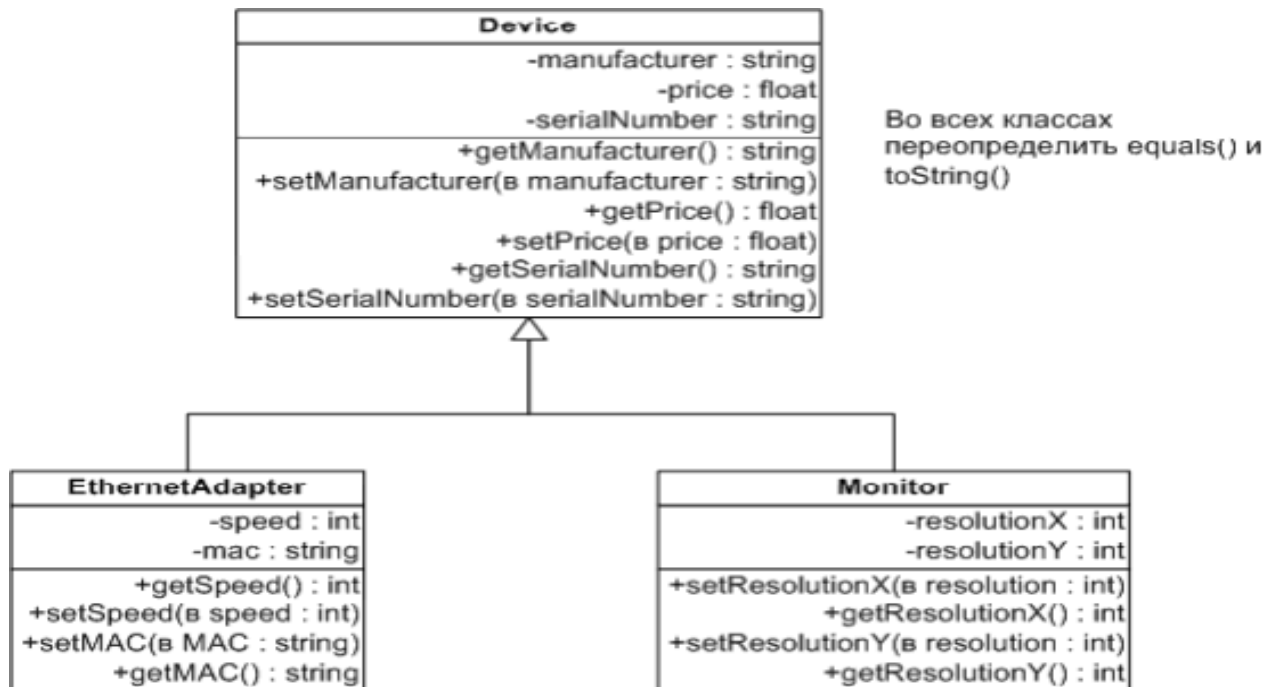 Device
-manufacturer : string
-price : float
-serialNumber : string
+getManufacturer() : string
+setManufacturer(в manufacturer : string)
+getPrice() : float
+setPrice(в price : float)
+getSerialNumber() : string
+setSerialNumber(в serialNumber : string)
Во всех классах
переопределить equals() и
toString()
EthernetAdapter
-speed : int
-mac : string
+getSpeed() : int
+setSpeed(в speed : int)
+setMAC(в MAC : string)
+getMAC() : string
Monitor
-resolutionX : int
-resolutionY : int
+setResolutionX(в resolution : int)
+getResolutionX() : int
+setResolutionY(в resolution : int)
+getResolutionY() : int